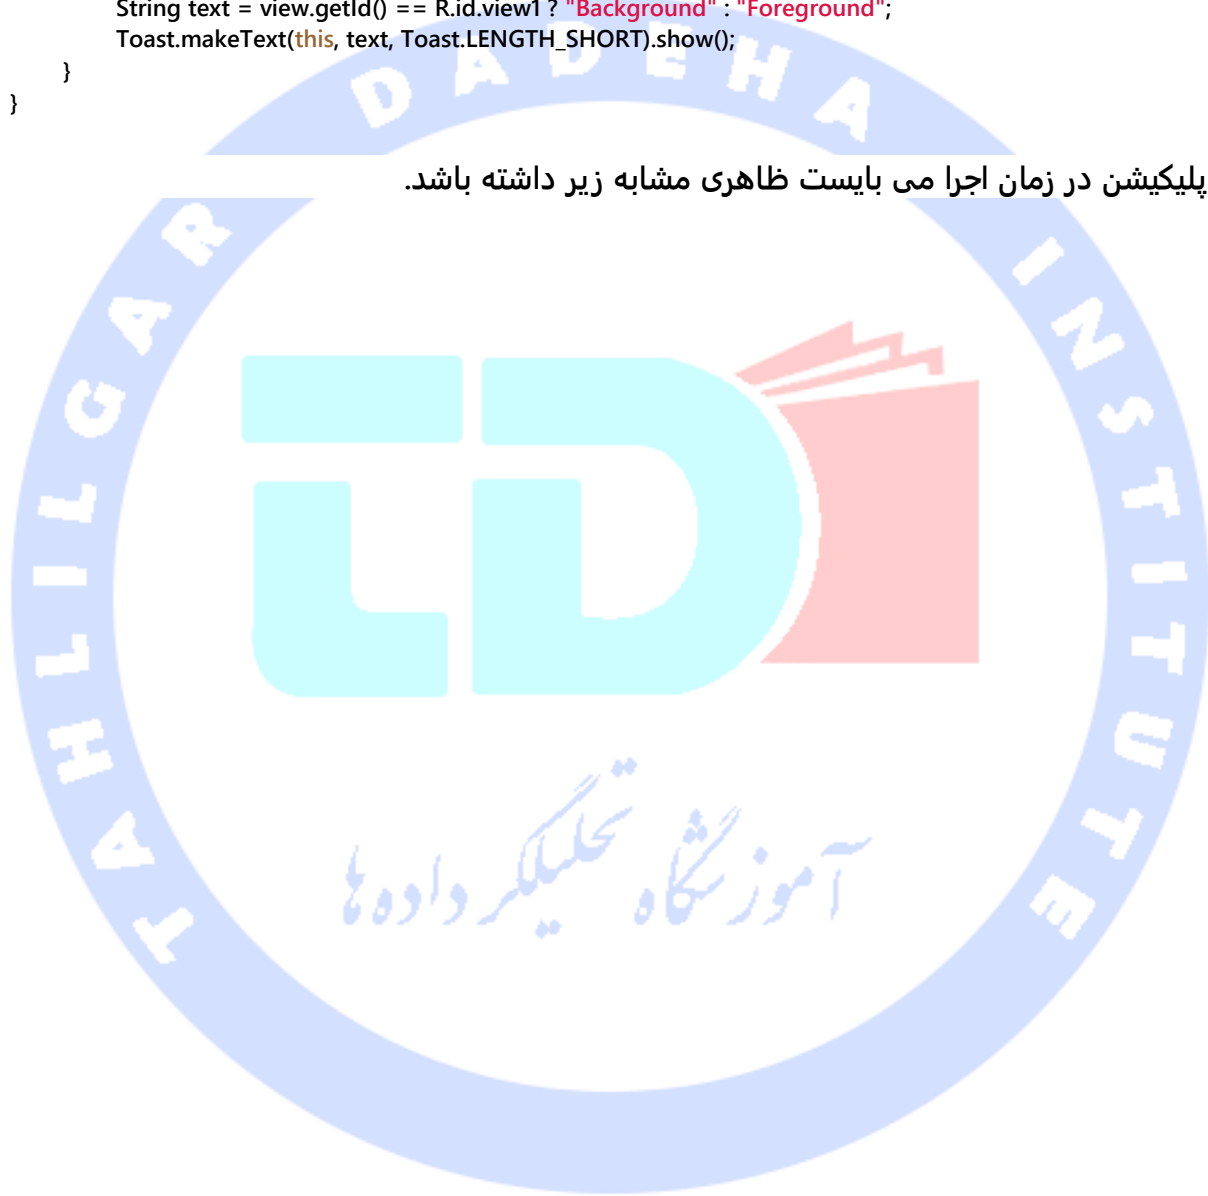 String text = view.getId() == R.id.view1 ? "Background" : "Foreground";
Toast.makeText(this, text, Toast.LENGTH_SHORT).show();
}
}
پلیکیشن در زمان اجرا می بایست ظاهری مشابه زیر داشته باشد.
TAHLILGAR DADEHA INSTITUTE
TD
آموزشگاه تحلیلگر داده ها